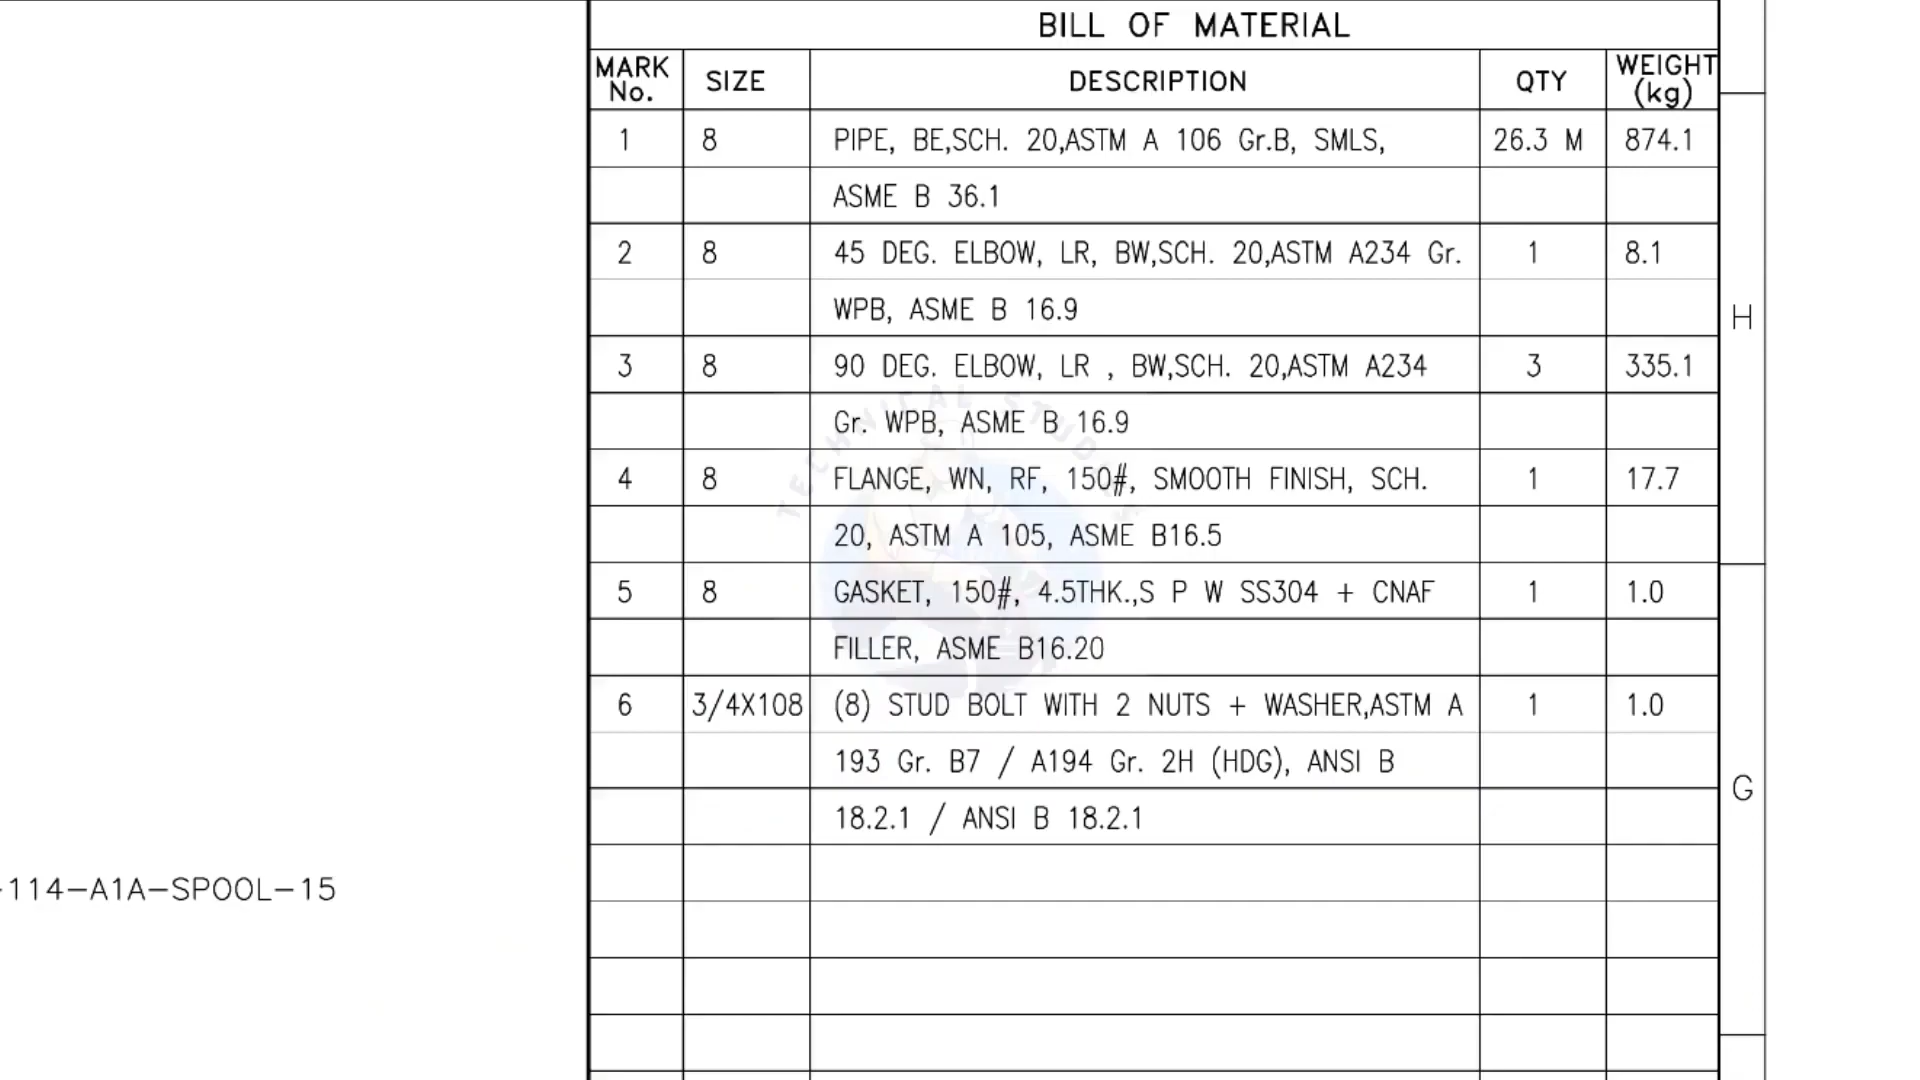 BILL OF MATERIAL
MARK No. SIZE DESCRIPTION QTY WEIGHT (kg)
1 8 PIPE, BE,SCH. 20,ASTM A 106 Gr.B, SMLS, 26.3 M 874.1
ASME B 36.1
2 8 45 DEG. ELBOW, LR, BW,SCH. 20,ASTM A234 Gr. 1 8.1
WPB, ASME B 16.9
H
3 8 90 DEG. ELBOW, LR , BW,SCH. 20,ASTM A234 3 335.1
Gr. WPB, ASME B 16.9
TECHNICAL STUDIES
4 8 FLANGE, WN, RF, 150#, SMOOTH FINISH, SCH. 1 17.7
20, ASTM A 105, ASME B16.5
5 8 GASKET, 150#, 4.5THK.,S P W SS304 + CNAF 1 1.0
FILLER, ASME B16.20
6 3/4X108 (8) STUD BOLT WITH 2 NUTS + WASHER,ASTM A 1 1.0
193 Gr. B7 / A194 Gr. 2H (HDG), ANSI B
G
18.2.1 / ANSI B 18.2.1
-114-A1A-SPOOL-15